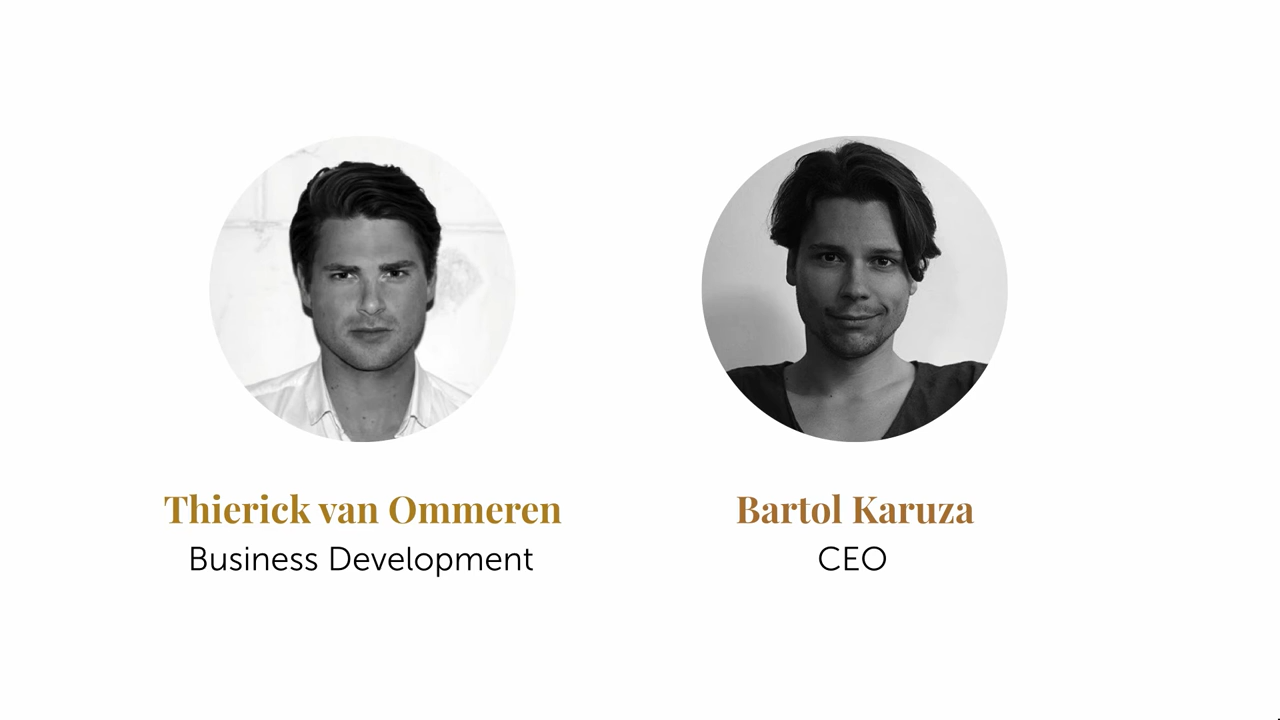 Thierick van Ommeren
Business Development
Bartol Karuza
CEO